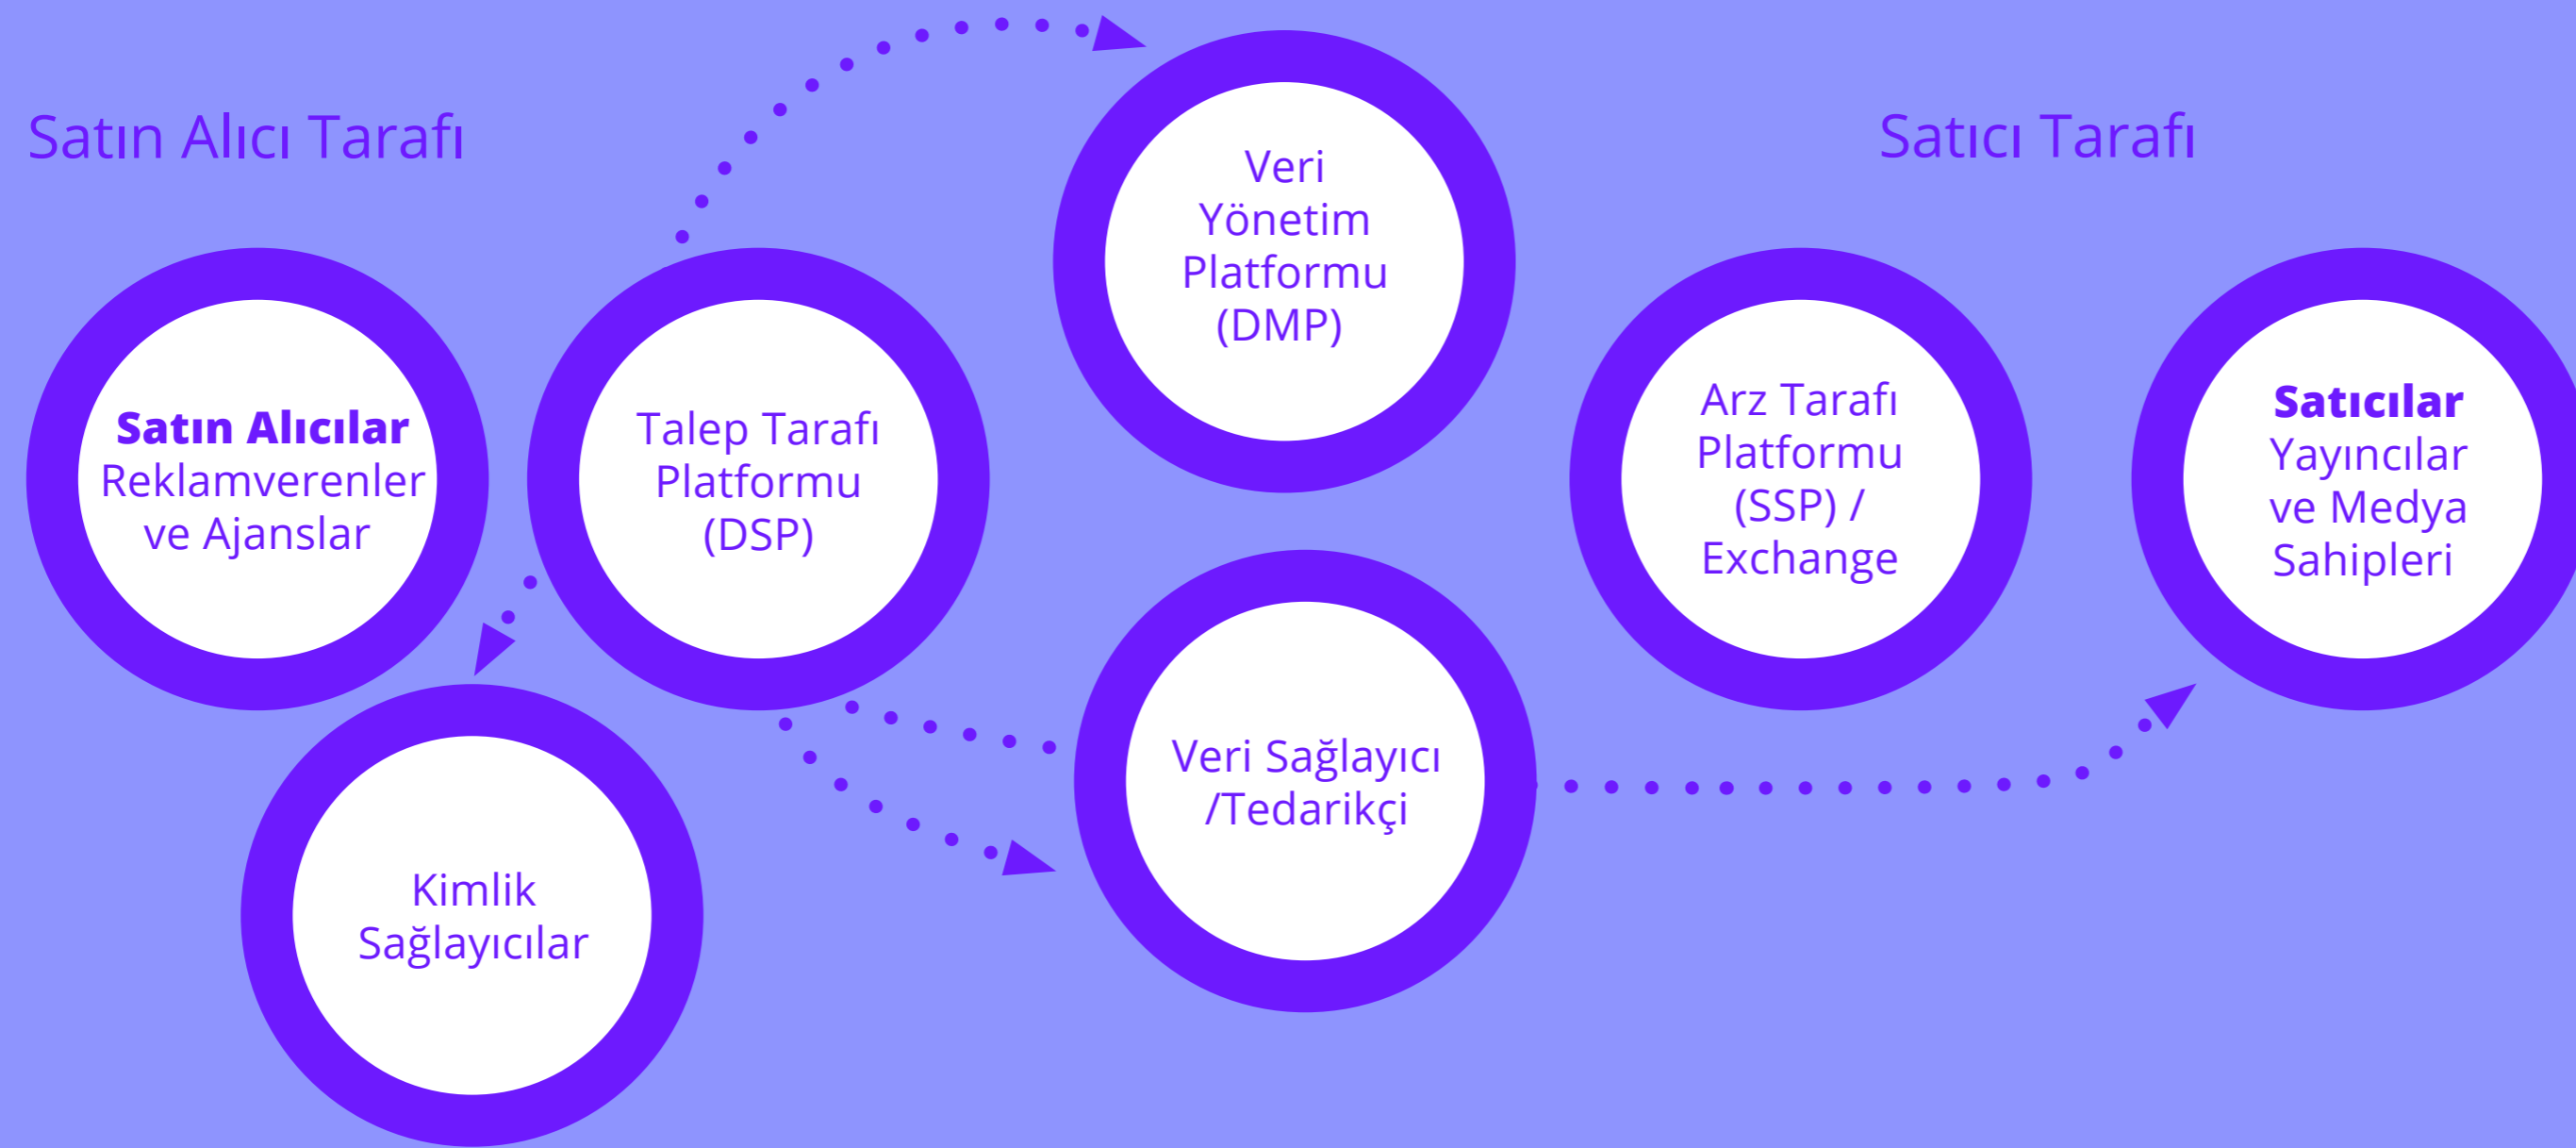 Satın Alıcı Tarafı
Satıcı Tarafı
Satın Alıcılar
Reklamverenler
ve Ajanslar
Talep Tarafı
Platformu
(DSP)
Veri
Yönetim
Platformu
(DMP)
Arz Tarafı
Platformu
(SSP) /
Exchange
Satıcılar
Yayıncılar
ve Medya
Sahipleri
Kimlik
Sağlayıcılar
Veri Sağlayıcı
/Tedarikçi